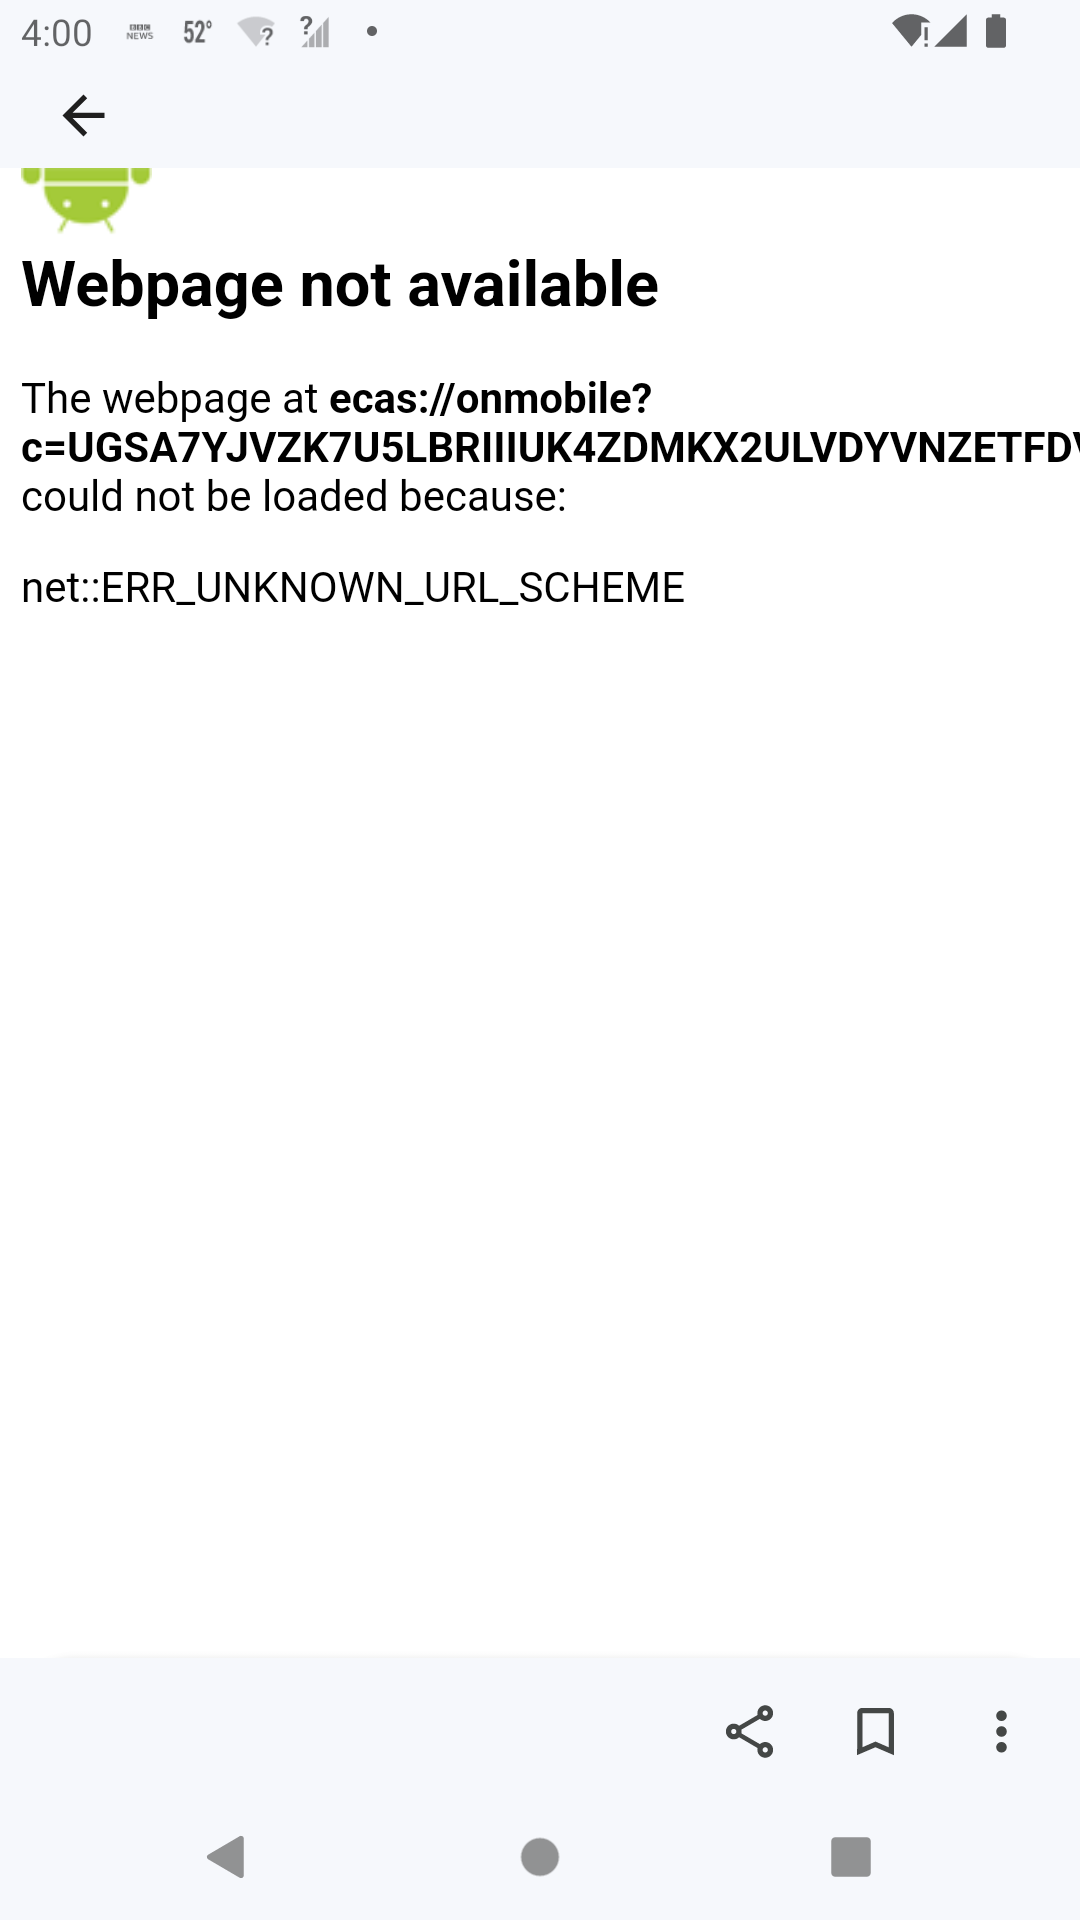 4:00 BBC NEWS 52°
Webpage not available
The webpage at ecas://onmobile?
c=UGSA7YJVZK7U5LBRIIIUK4ZDMKX2ULVDYVNZETFD
could not be loaded because:
net::ERR_UNKNOWN_URL_SCHEME